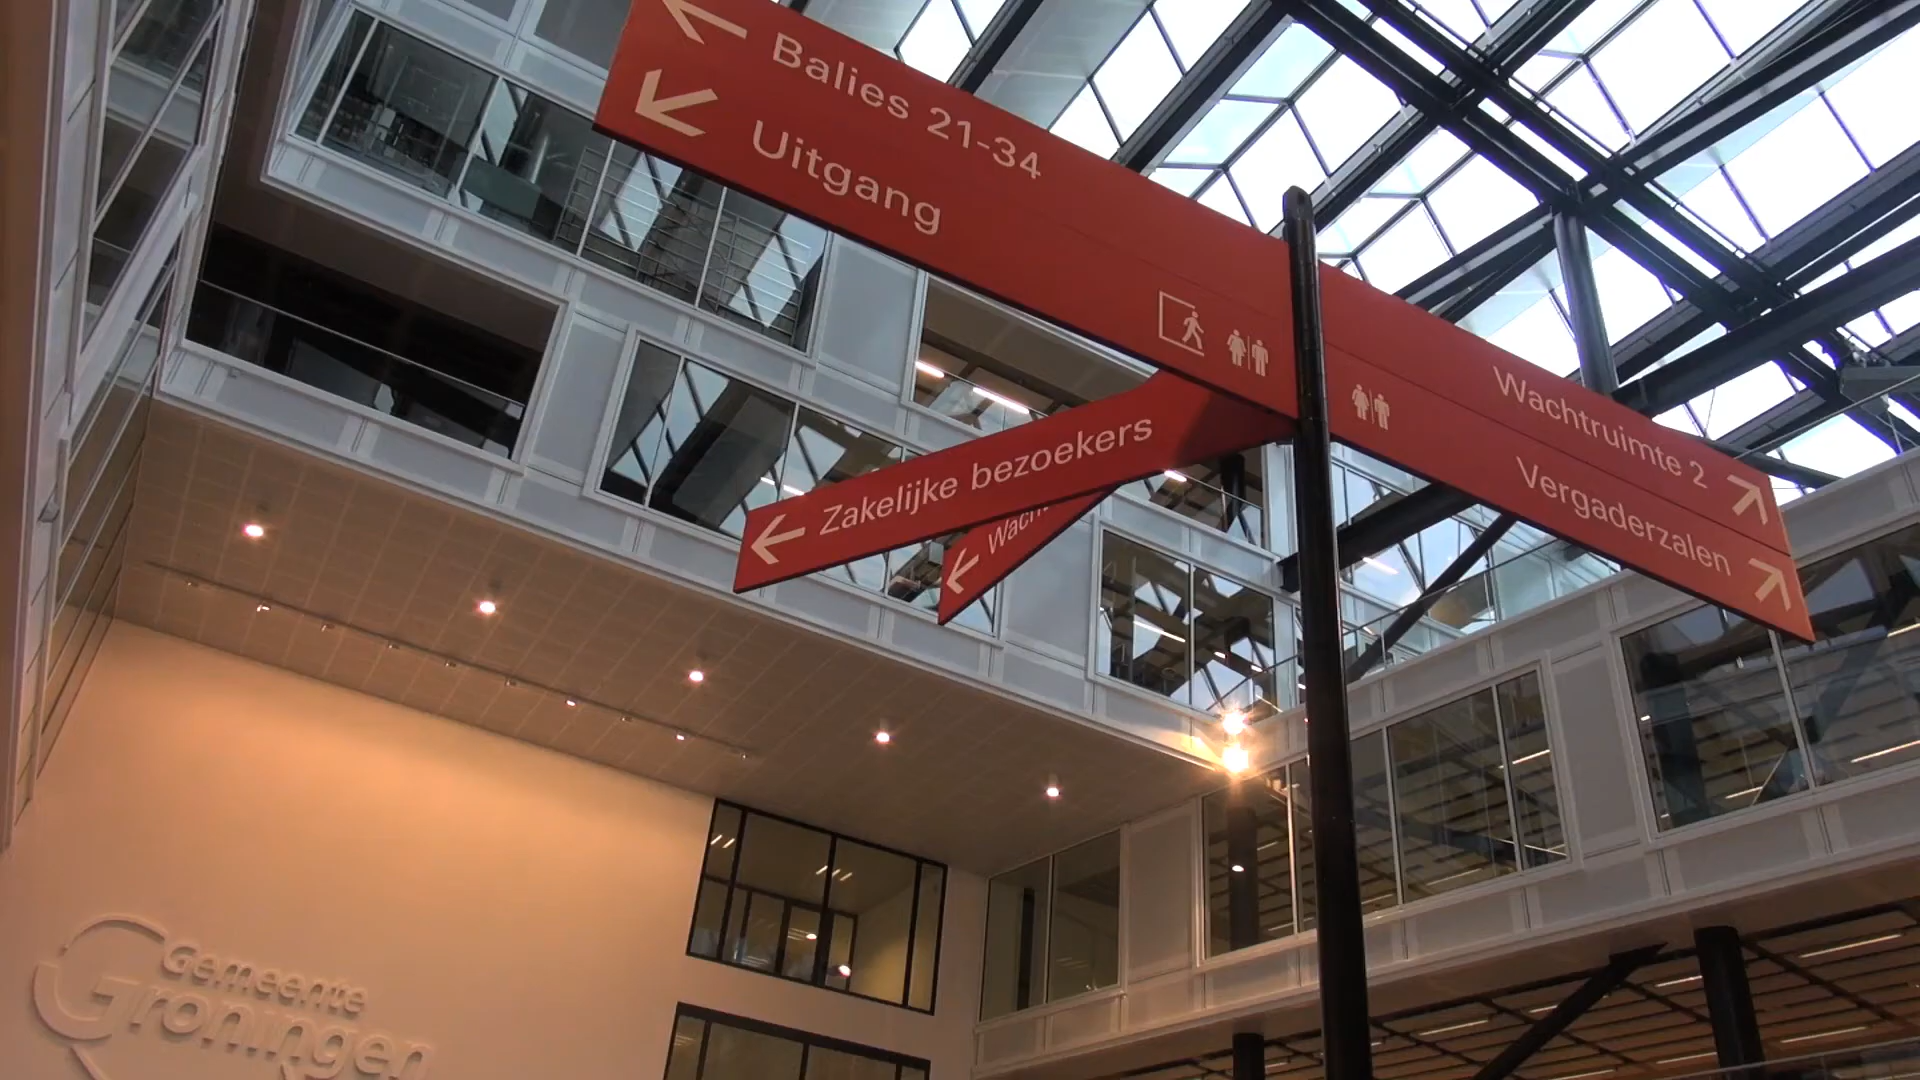 Balies 21-34
Uitgang
Wachtruimte 2
Vergaderzalen
Zakelijke bezoekers
Gemeente
Groningen